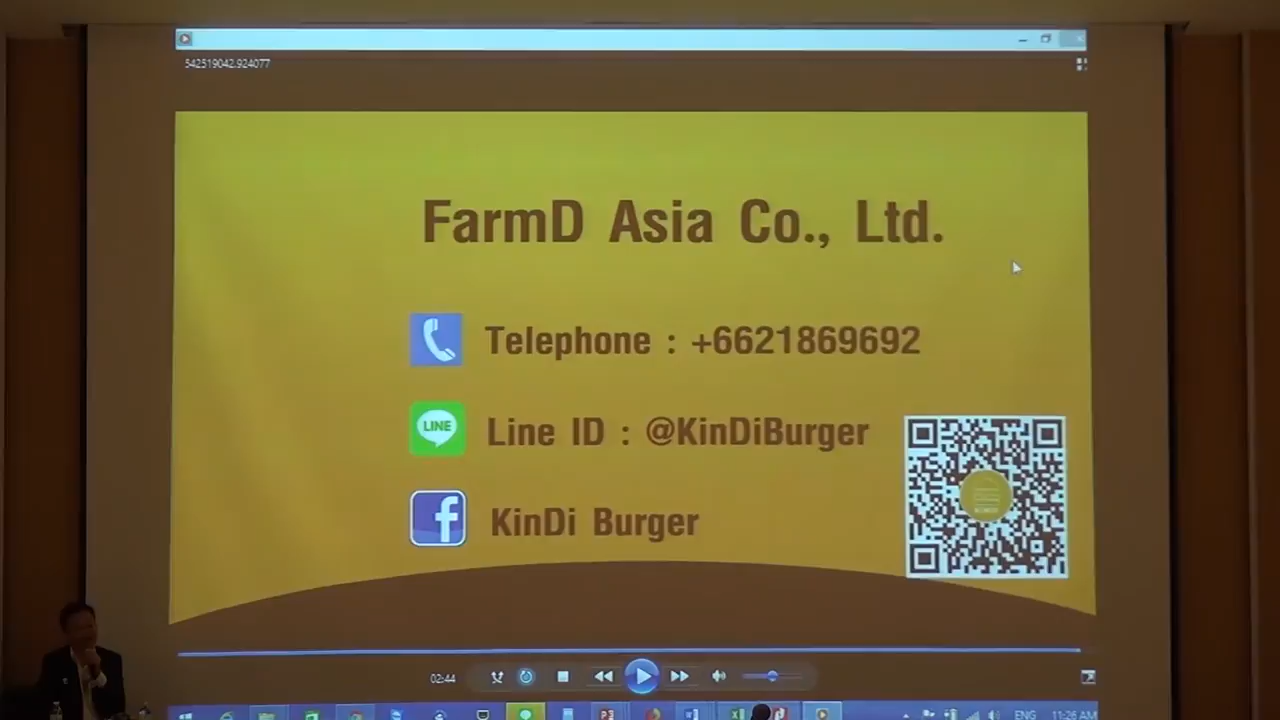 542519042.924077
FarmD Asia Co., Ltd.
Telephone : +6621869692
LINE
Line ID : @KinDiBurger
KinDi Burger
02:44
ENG 11:26 AM